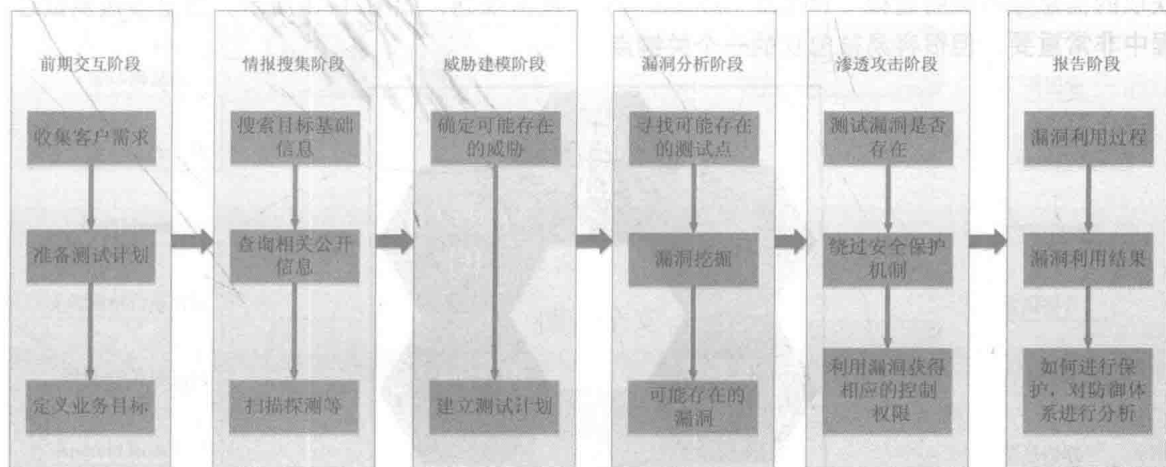 程中非常重要
前期交互阶段
收集客户需求
准备测试计划
定义业务目标
情报搜集阶段
搜索目标基础
信息
查询相关公开
信息
扫描探测等
威胁建模阶段
确定可能存在
的威胁
建立测试计划
漏洞分析阶段
寻找可能存在
的测试点
漏洞挖掘
可能存在的
漏洞
渗透攻击阶段
测试漏洞是否
存在
绕过安全保护
机制
利用漏洞获得
相应的控制
权限
报告阶段
漏洞利用过程
漏洞利用结果
如何进行保
护，对防御体
系进行分析